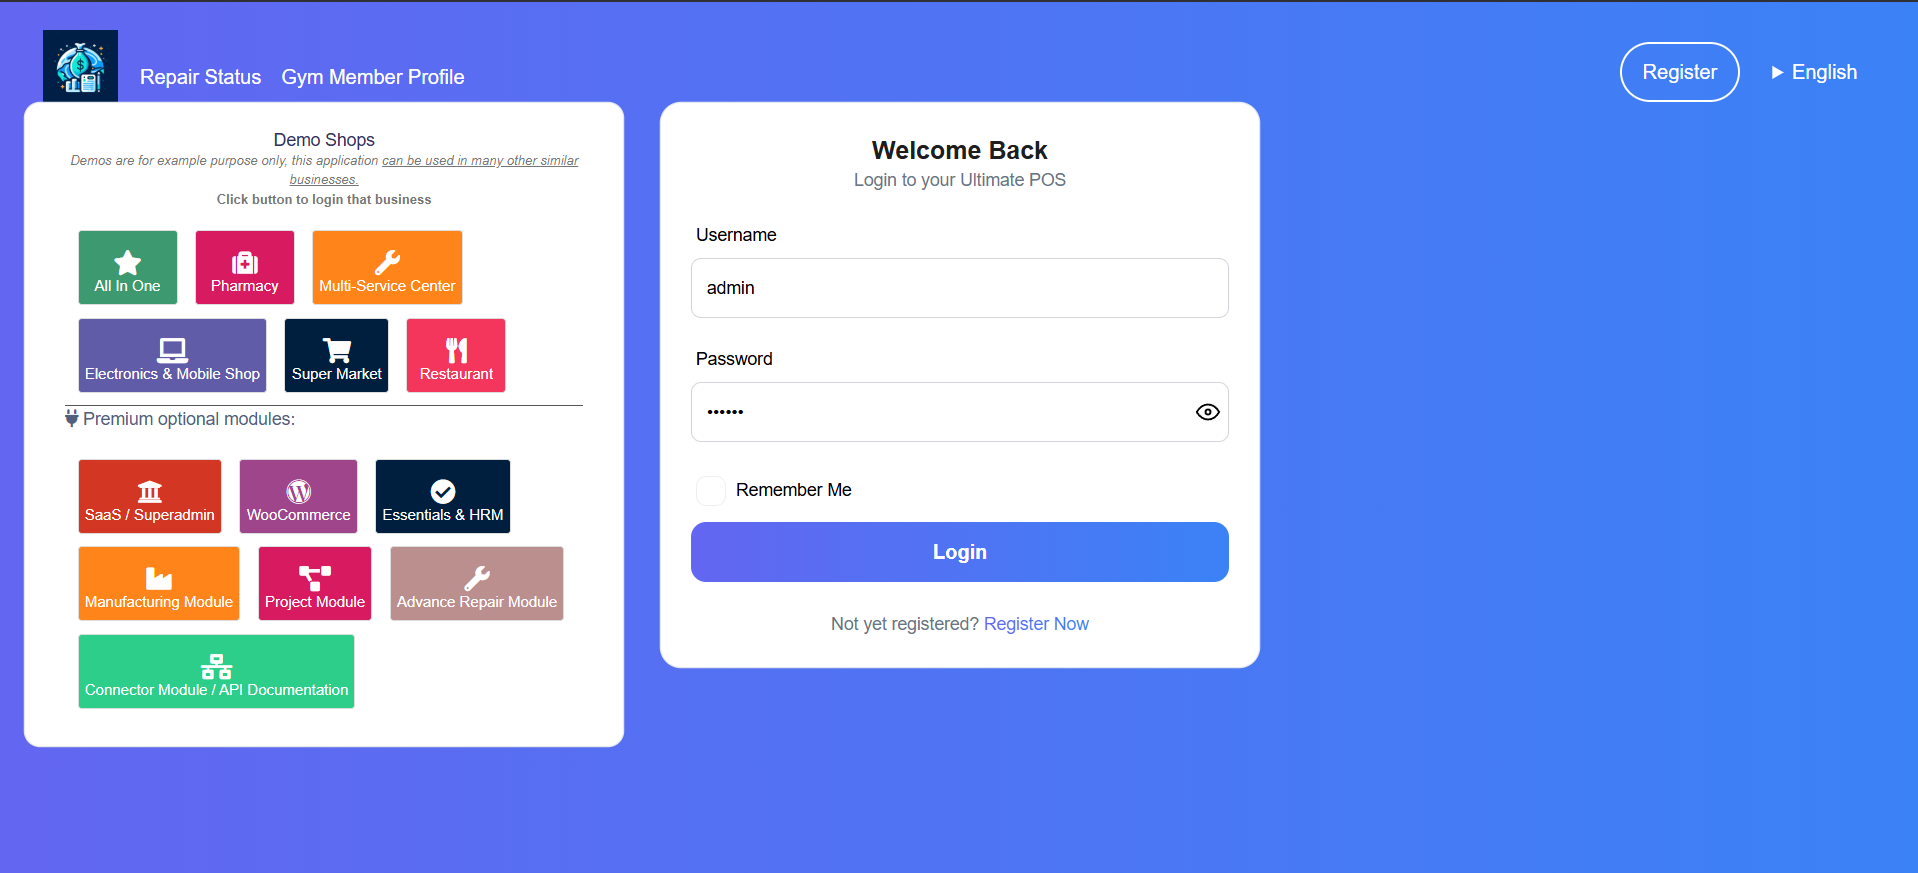 Repair Status
Gym Member Profile
Register
English
Demo Shops
Demos are for example purpose only, this application can be used in many other similar
businesses.
Click button to login that business
All In One
Pharmacy
Multi-Service Center
Electronics & Mobile Shop
Super Market
Restaurant
Premium optional modules:
SaaS / Superadmin
WooCommerce
Essentials & HRM
Manufacturing Module
Project Module
Advance Repair Module
Connector Module / API Documentation
Welcome Back
Login to your Ultimate POS
Username
admin
Password
••••••
Remember Me
Login
Not yet registered? Register Now